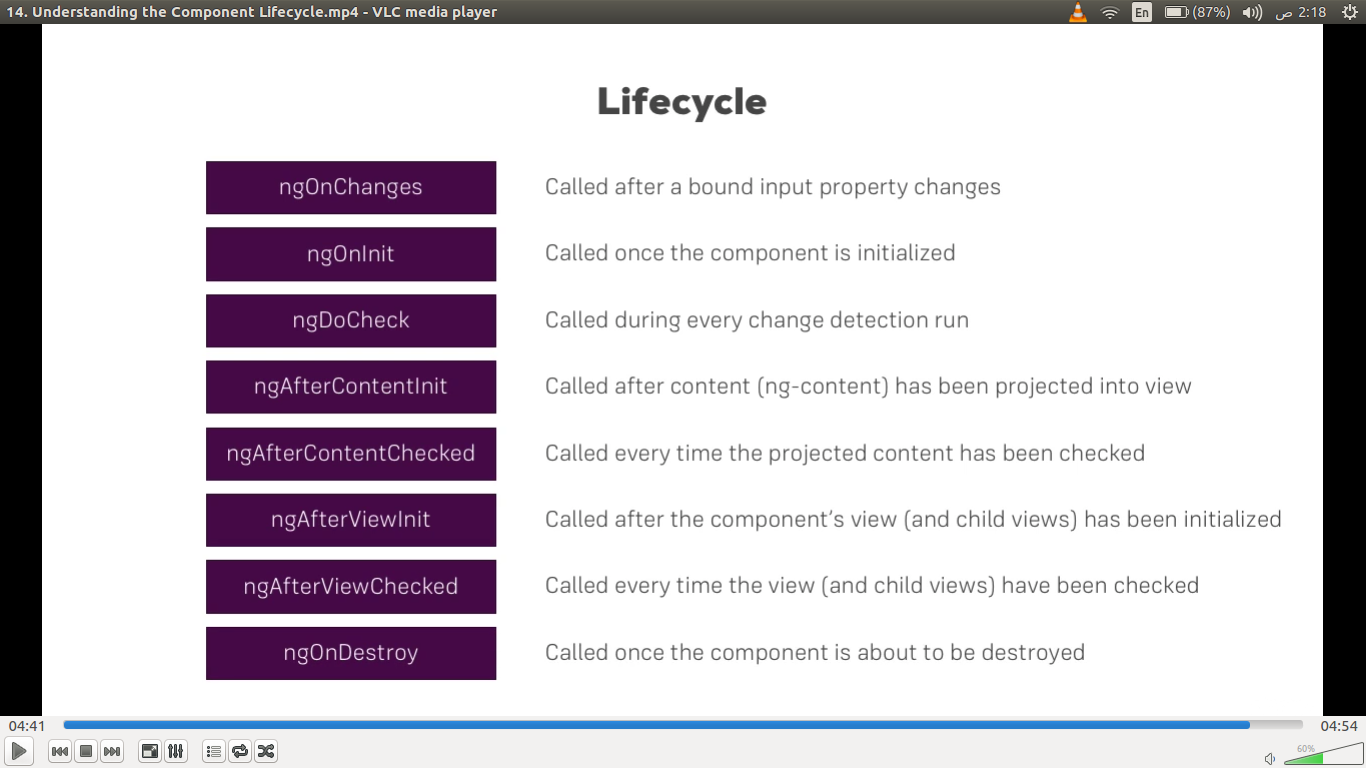 14. Understanding the Component Lifecycle.mp4 - VLC media player En (87%) 2:18 ص
Lifecycle
ngOnChanges Called after a bound input property changes
ngOnInit Called once the component is initialized
ngDoCheck Called during every change detection run
ngAfterContentInit Called after content (ng-content) has been projected into view
ngAfterContentChecked Called every time the projected content has been checked
ngAfterViewInit Called after the component’s view (and child views) has been initialized
ngAfterViewChecked Called every time the view (and child views) have been checked
ngOnDestroy Called once the component is about to be destroyed
04:41 04:54
60%